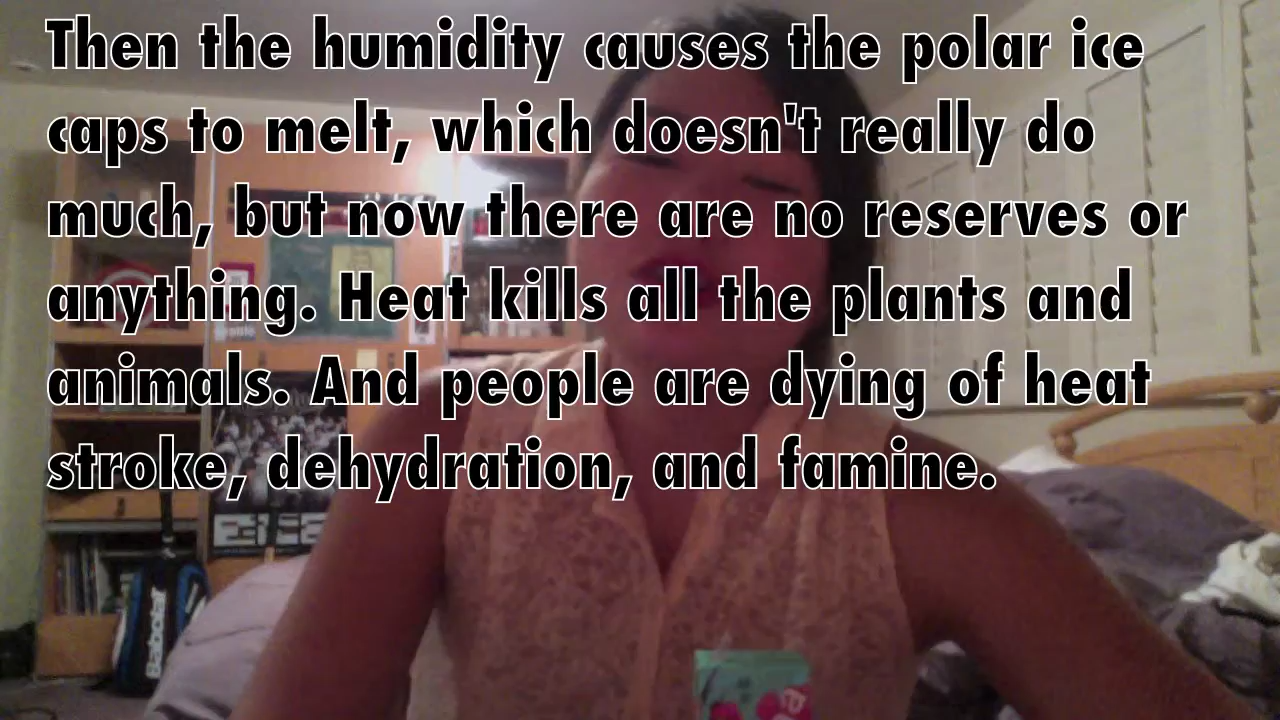 Then the humidity causes the polar ice
caps to melt, which doesn't really do
much, but now there are no reserves or
anything. Heat kills all the plants and
animals. And people are dying of heat
stroke, dehydration, and famine.
Babolat